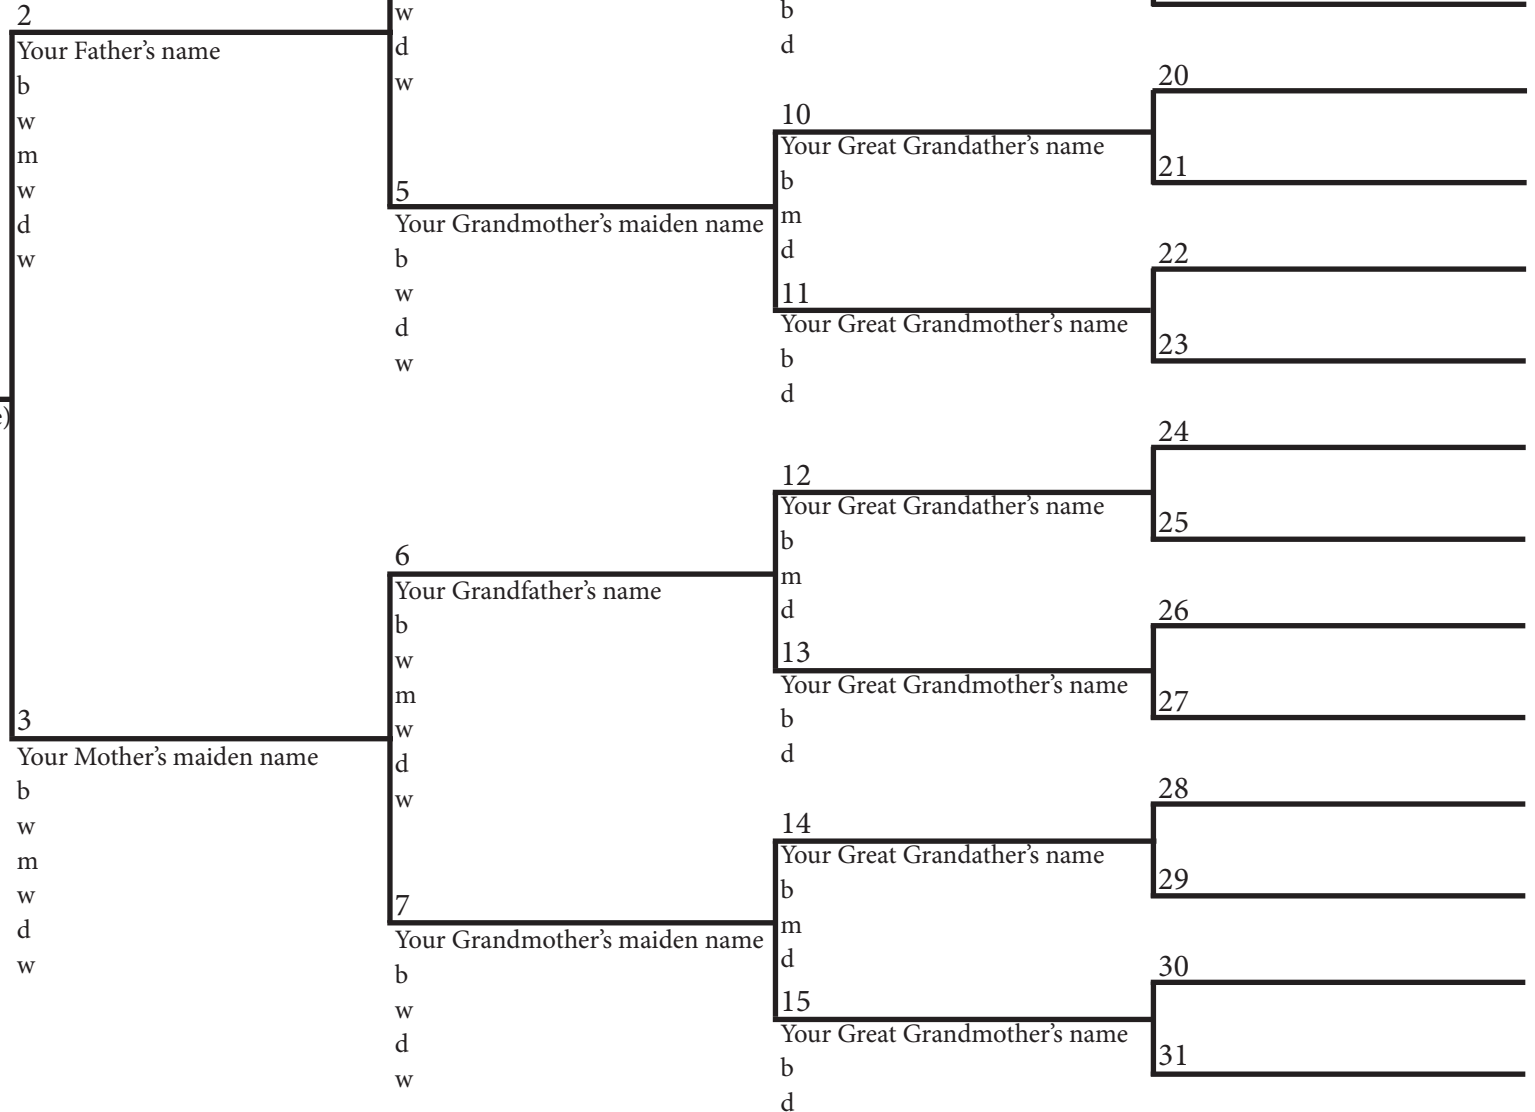 2
Your Father's name
b
w
m
w
d
w
3
Your Mother's maiden name
b
w
m
w
d
w
w
d
w
5
Your Grandmother's maiden name
b
w
d
w
6
Your Grandfather's name
b
w
m
w
d
w
7
Your Grandmother's maiden name
b
w
d
w
b
d
10
Your Great Grandather's name
b
m
d
11
Your Great Grandmother's name
b
d
12
Your Great Grandather's name
b
m
d
13
Your Great Grandmother's name
b
d
14
Your Great Grandather's name
b
m
d
15
Your Great Grandmother's name
b
d
20
21
22
23
24
25
26
27
28
29
30
31